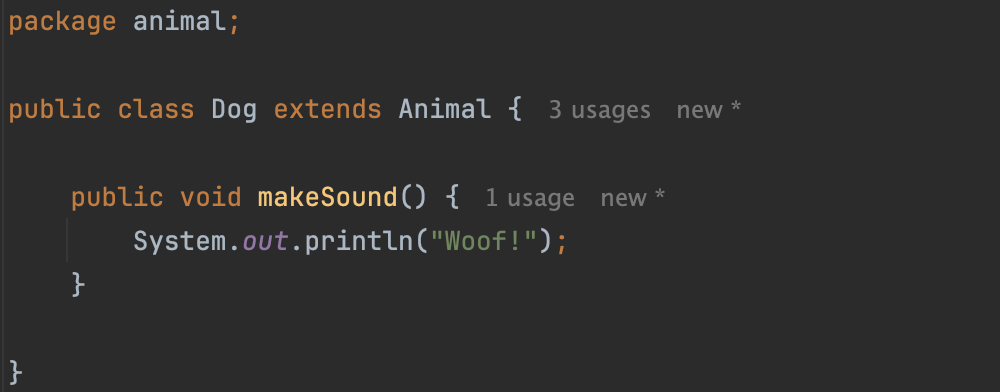 package animal;
public class Dog extends Animal { 3 usages new *
public void makeSound() { 1 usage new *
System.out.println("Woof!");
}
}